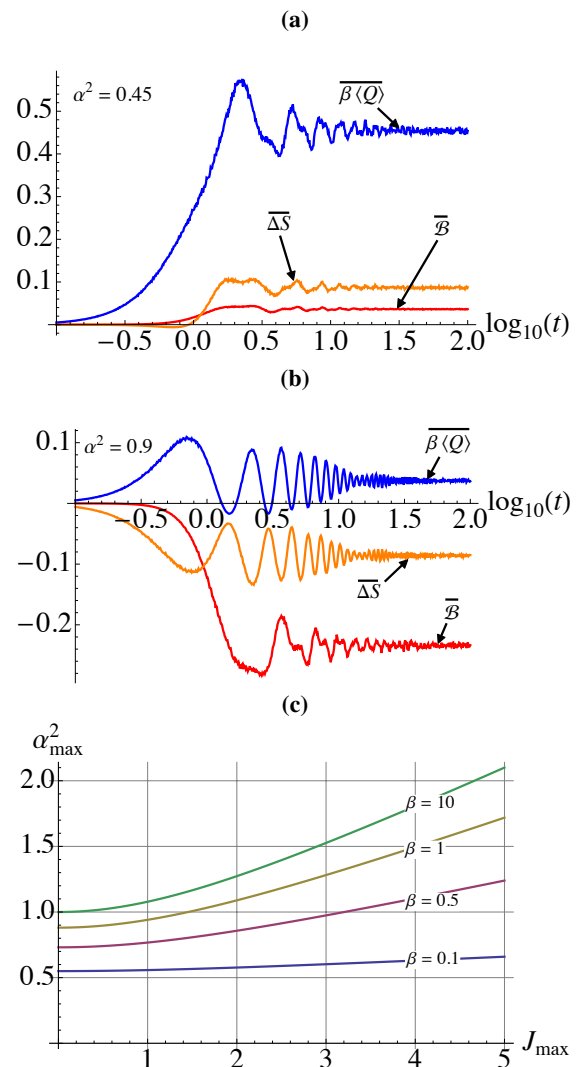 (a)
α² = 0.45
β⟨Q⟩
ΔS
ℬ
0.5
0.4
0.3
0.2
0.1
−0.5 0.0 0.5 1.0 1.5 2.0 log₁₀(t)
(b)
α² = 0.9
β⟨Q⟩
0.1
−0.5 0.0 0.5 1.0 1.5 2.0 log₁₀(t)
−0.1
ΔS
−0.2
ℬ
(c)
α²max
2.0
β = 10
1.5
β = 1
1.0
β = 0.5
0.5
β = 0.1
1 2 3 4 5 Jmax